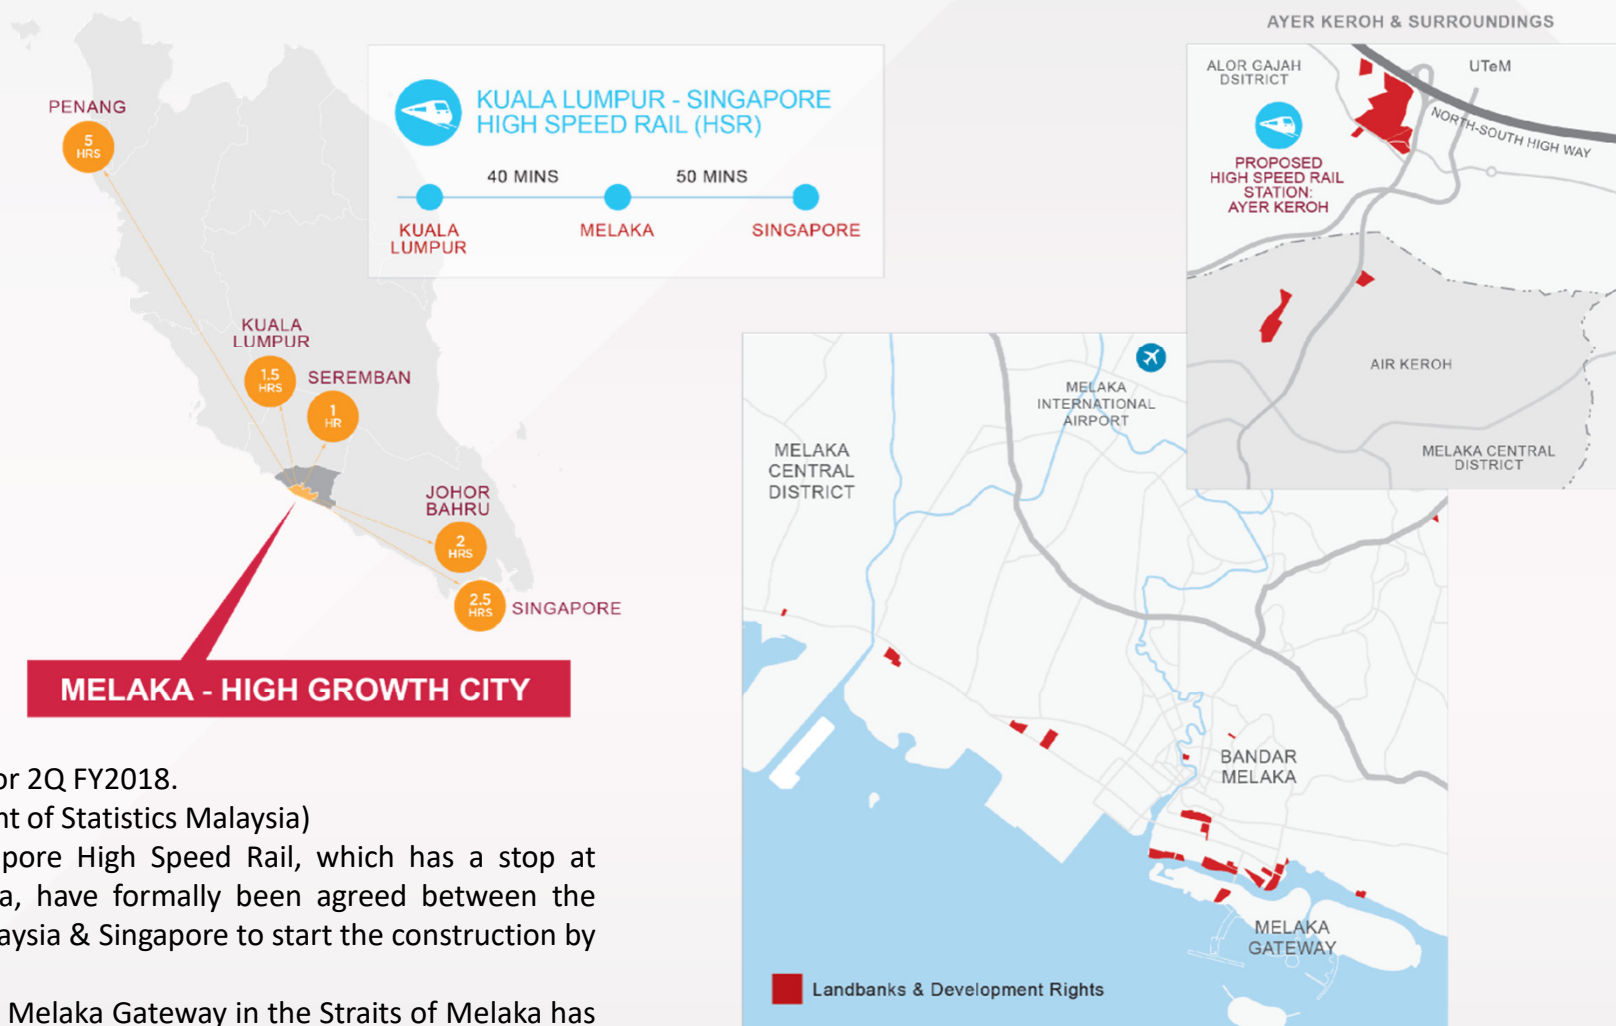 AYER KEROH & SURROUNDINGS
PENANG
5
HRS
KUALA
LUMPUR
1.5
HRS
SEREMBAN
1
HR
JOHOR
BAHRU
2
HRS
2.5
HRS
SINGAPORE
MELAKA - HIGH GROWTH CITY
KUALA LUMPUR - SINGAPORE
HIGH SPEED RAIL (HSR)
40 MINS
50 MINS
KUALA
LUMPUR
MELAKA
SINGAPORE
ALOR GAJAH
DSITRICT
UTeM
NORTH-SOUTH HIGH WAY
PROPOSED
HIGH SPEED RAIL
STATION:
AYER KEROH
AIR KEROH
MELAKA CENTRAL
DISTRICT
MELAKA
INTERNATIONAL
AIRPORT
MELAKA
CENTRAL
DISTRICT
BANDAR
MELAKA
MELAKA
GATEWAY
Landbanks & Development Rights
or 2Q FY2018.
nt of Statistics Malaysia)
pore High Speed Rail, which has a stop at
a, have formally been agreed between the
aysia & Singapore to start the construction by
Melaka Gateway in the Straits of Melaka has